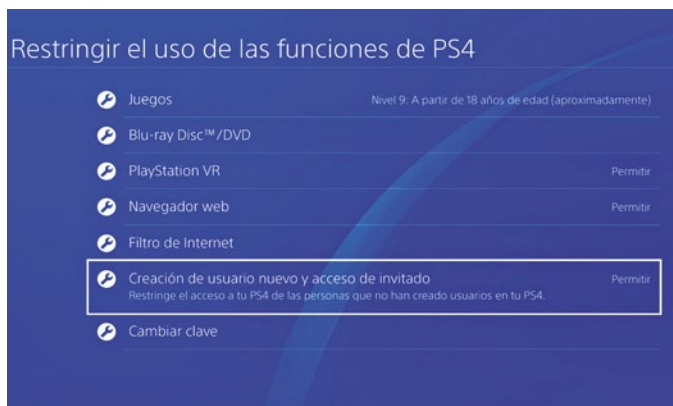 Restringir el uso de las funciones de PS4
Juegos Nivel 9: A partir de 18 años de edad (aproximadamente)
Blu-ray Disc™/DVD
PlayStation VR Permitir
Navegador web Permitir
Filtro de Internet
Creación de usuario nuevo y acceso de invitado Permitir
Restringe el acceso a tu PS4 de las personas que no han creado usuarios en tu PS4.
Cambiar clave